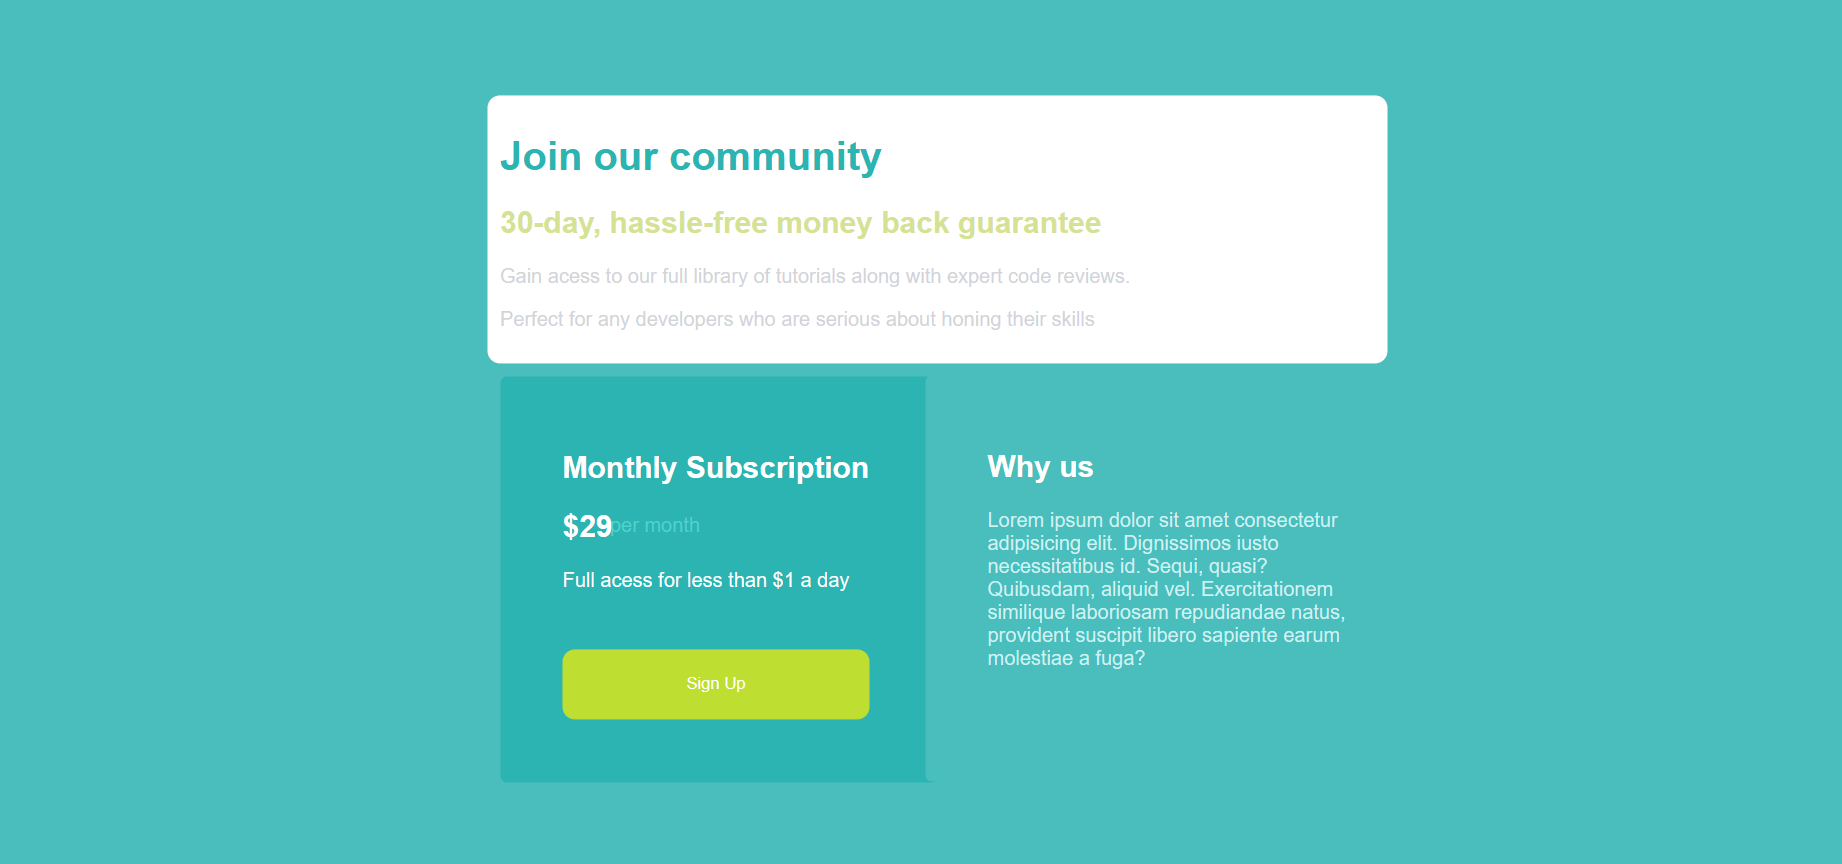 Join our community
30-day, hassle-free money back guarantee
Gain acess to our full library of tutorials along with expert code reviews.
Perfect for any developers who are serious about honing their skills
Monthly Subscription
$29per month
Full acess for less than $1 a day
Sign Up
Why us
Lorem ipsum dolor sit amet consectetur
adipisicing elit. Dignissimos iusto
necessitatibus id. Sequi, quasi?
Quibusdam, aliquid vel. Exercitationem
similique laboriosam repudiandae natus,
provident suscipit libero sapiente earum
molestiae a fuga?